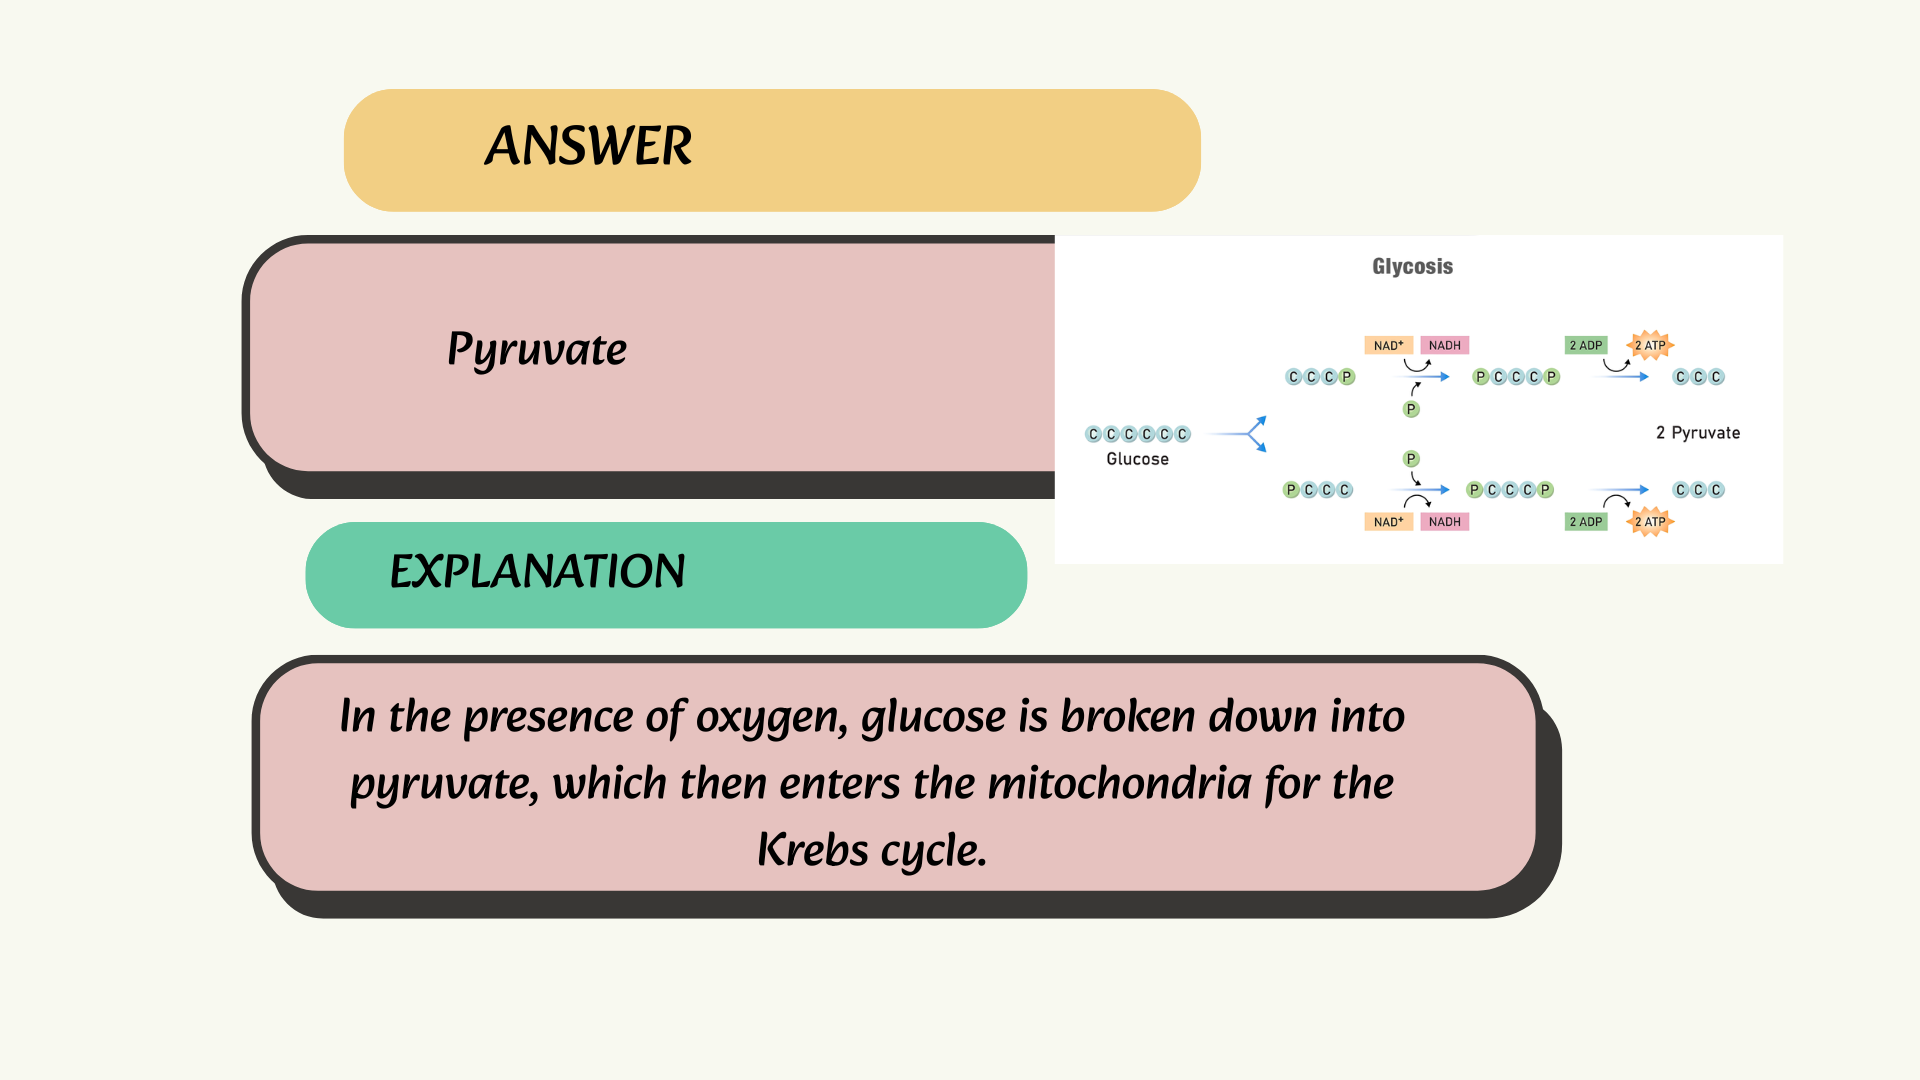 ANSWER
Pyruvate
Glycosis
NAD+ NADH 2 ADP 2 ATP
C C C P P C C C P C C C
P
C C C C C C
Glucose
2 Pyruvate
P
P C C C P C C C P C C C
NAD+ NADH 2 ADP 2 ATP
EXPLANATION
In the presence of oxygen, glucose is broken down into
pyruvate, which then enters the mitochondria for the
Krebs cycle.